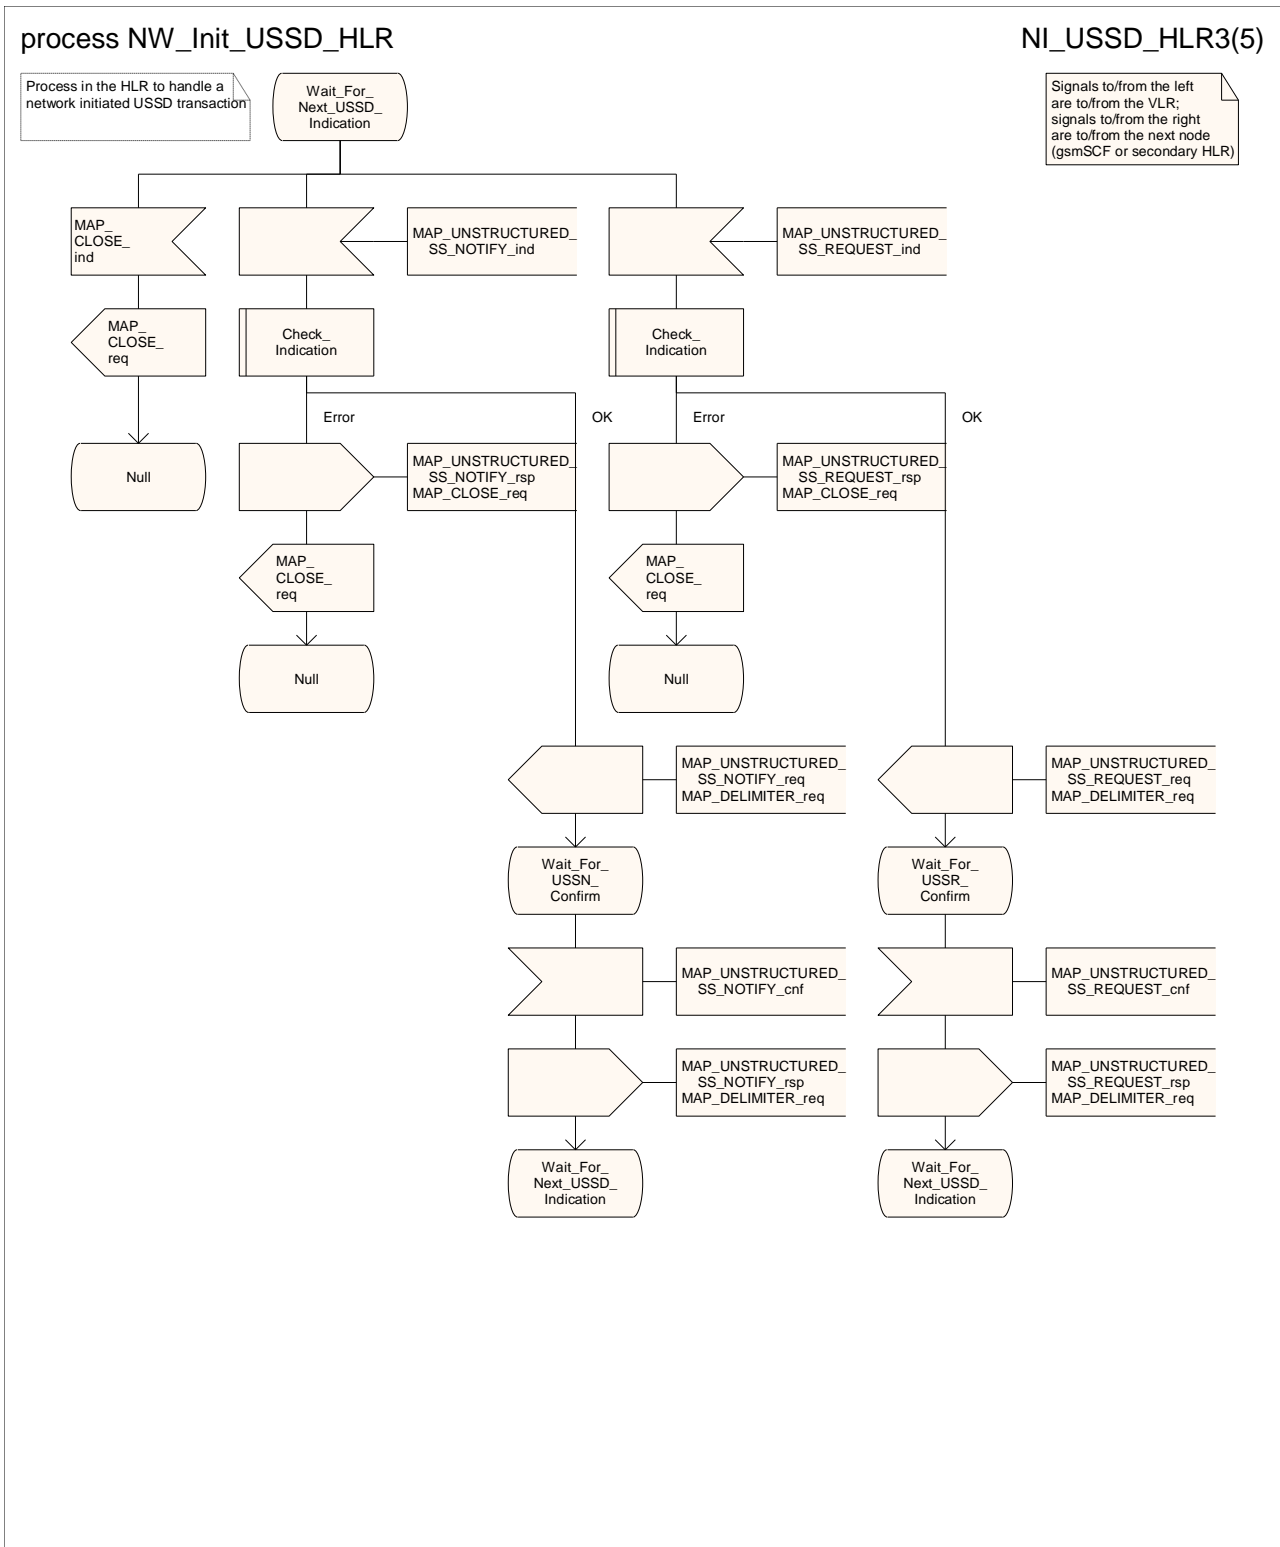 process NW_Init_USSD_HLR
NI_USSD_HLR3(5)
Process in the HLR to handle a
network initiated USSD transaction
Wait_For_
Next_USSD_
Indication
Signals to/from the left
are to/from the VLR;
signals to/from the right
are to/from the next node
(gsmSCF or secondary HLR)
MAP_
CLOSE_
ind
MAP_UNSTRUCTURED_
SS_NOTIFY_ind
MAP_UNSTRUCTURED_
SS_REQUEST_ind
MAP_
CLOSE_
req
Check_
Indication
Check_
Indication
Error
OK
Error
OK
Null
MAP_UNSTRUCTURED_
SS_NOTIFY_rsp
MAP_CLOSE_req
MAP_UNSTRUCTURED_
SS_REQUEST_rsp
MAP_CLOSE_req
MAP_
CLOSE_
req
MAP_
CLOSE_
req
Null
Null
MAP_UNSTRUCTURED_
SS_NOTIFY_req
MAP_DELIMITER_req
MAP_UNSTRUCTURED_
SS_REQUEST_req
MAP_DELIMITER_req
Wait_For_
USSN_
Confirm
Wait_For_
USSR_
Confirm
MAP_UNSTRUCTURED_
SS_NOTIFY_cnf
MAP_UNSTRUCTURED_
SS_REQUEST_cnf
MAP_UNSTRUCTURED_
SS_NOTIFY_rsp
MAP_DELIMITER_req
MAP_UNSTRUCTURED_
SS_REQUEST_rsp
MAP_DELIMITER_req
Wait_For_
Next_USSD_
Indication
Wait_For_
Next_USSD_
Indication